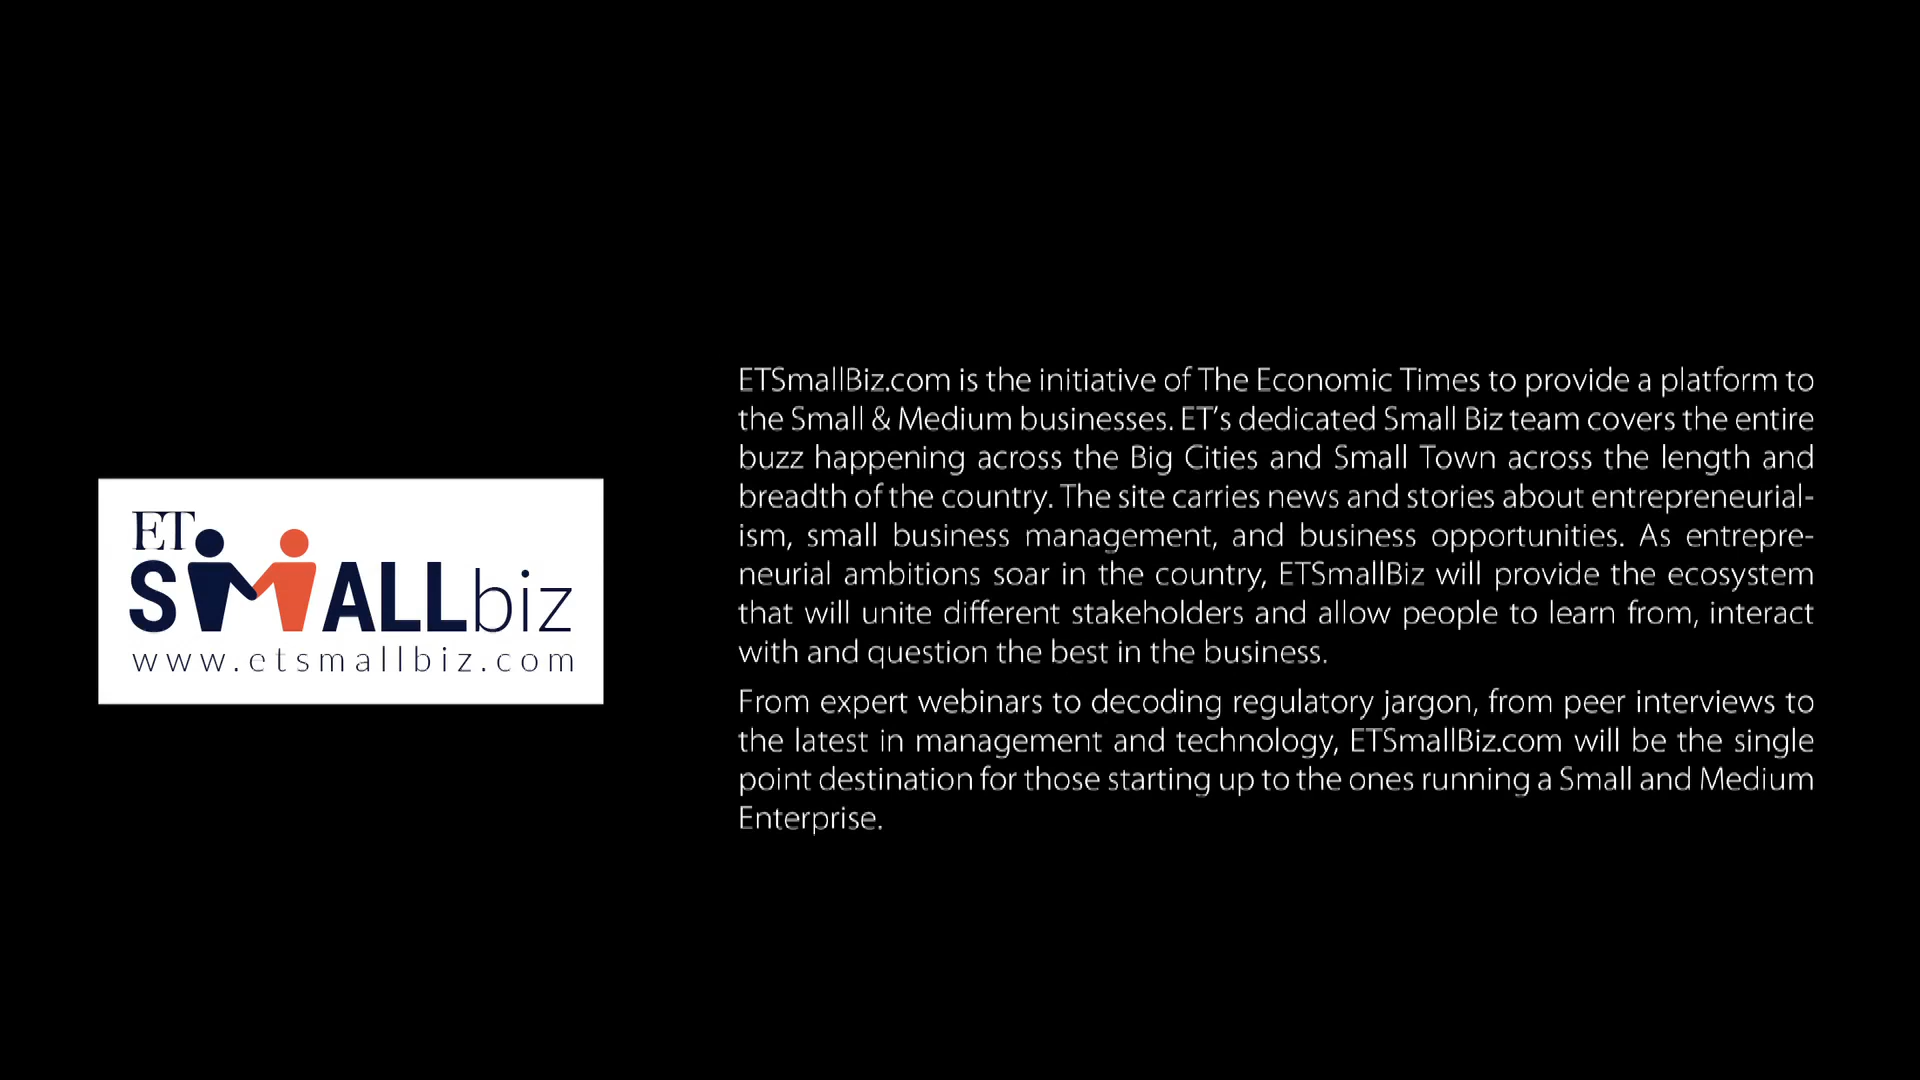 ET
SMALLbiz
www.etsmallbiz.com
ETSmallBiz.com is the initiative of The Economic Times to provide a platform to
the Small & Medium businesses. ET’s dedicated Small Biz team covers the entire
buzz happening across the Big Cities and Small Town across the length and
breadth of the country. The site carries news and stories about entrepreneurial-
ism, small business management, and business opportunities. As entrepre-
neurial ambitions soar in the country, ETSmallBiz will provide the ecosystem
that will unite different stakeholders and allow people to learn from, interact
with and question the best in the business.
From expert webinars to decoding regulatory jargon, from peer interviews to
the latest in management and technology, ETSmallBiz.com will be the single
point destination for those starting up to the ones running a Small and Medium
Enterprise.